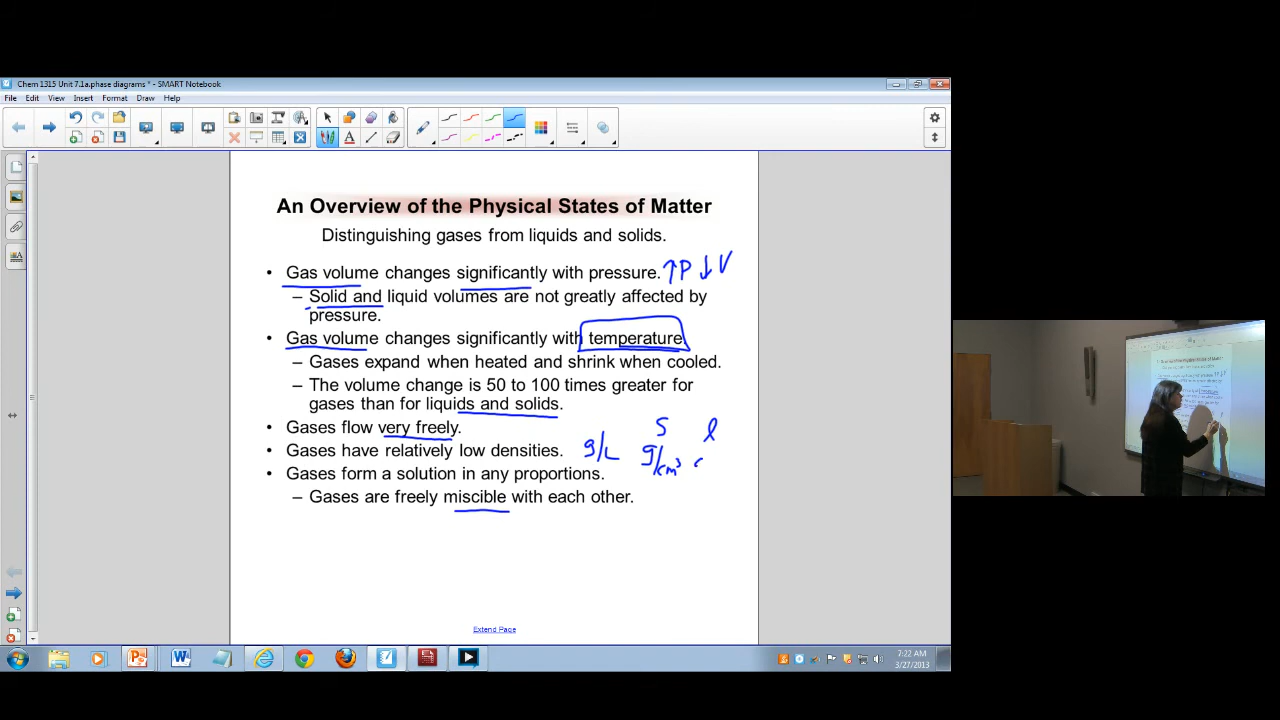 Chem 1315 Unit 7.1a.phase diagrams * - SMART Notebook
File Edit View Insert Format Draw Help
An Overview of the Physical States of Matter
Distinguishing gases from liquids and solids.
• Gas volume changes significantly with pressure. ↑P ↓V
– Solid and liquid volumes are not greatly affected by
pressure.
• Gas volume changes significantly with temperature.
– Gases expand when heated and shrink when cooled.
– The volume change is 50 to 100 times greater for
gases than for liquids and solids.
• Gases flow very freely.
S l
• Gases have relatively low densities. g/L g/cm³
• Gases form a solution in any proportions.
– Gases are freely miscible with each other.
Extend Page
7:22 AM
3/27/2013